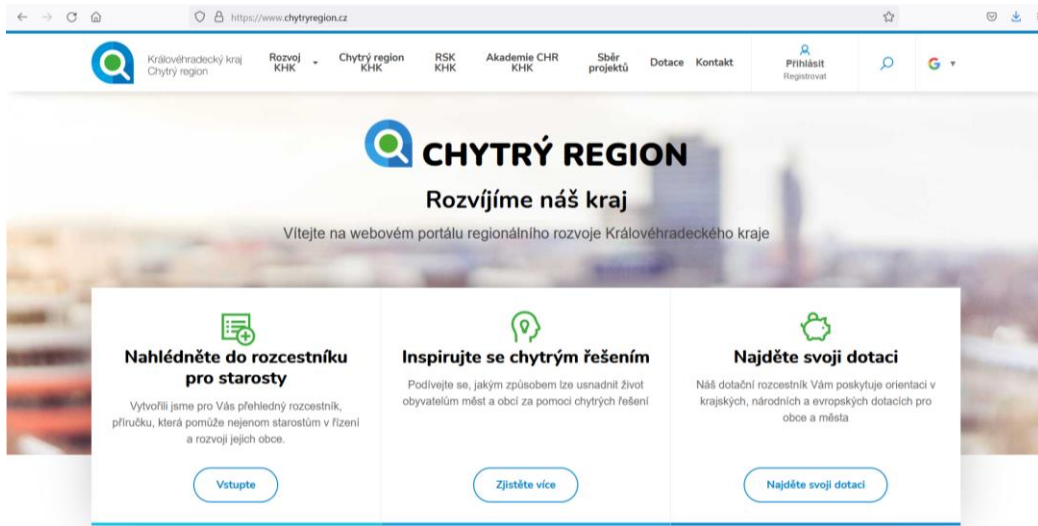 https://www.chytryregion.cz
Královéhradecký kraj
Chytrý region
Rozvoj
KHK
Chytrý region
KHK
RSK
KHK
Akademie CHR
KHK
Sběr
projektů
Dotace
Kontakt
Přihlásit
Registrovat
G
CHYTRÝ REGION
Rozvíjíme náš kraj
Vítejte na webovém portálu regionálního rozvoje Královéhradeckého kraje
Nahlédněte do rozcestníku
pro starosty
Vytvořili jsme pro Vás přehledný rozcestník,
příručku, která pomůže nejenom starostům v řízení
a rozvoji jejich obce.
Vstupte
Inspirujte se chytrým řešením
Podívejte se, jakým způsobem lze usnadnit život
obyvatelům měst a obcí za pomoci chytrých řešení
Zjistěte více
Najděte svoji dotaci
Náš dotační rozcestník Vám poskytuje orientaci v
krajských, národních a evropských dotacích pro
obce a města
Najděte svoji dotaci